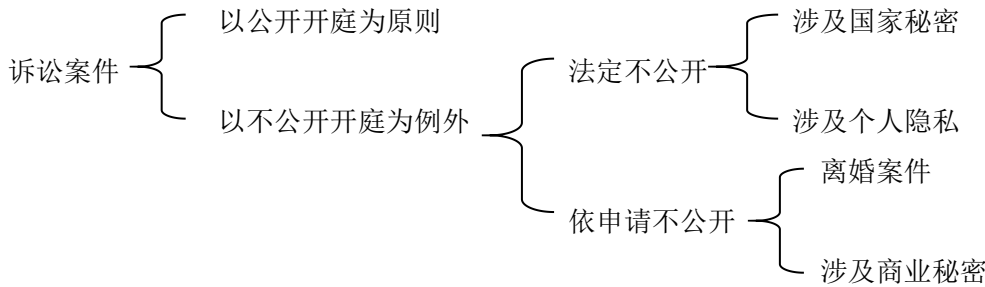 诉讼案件
以公开开庭为原则
以不公开开庭为例外
法定不公开
涉及国家秘密
涉及个人隐私
依申请不公开
离婚案件
涉及商业秘密